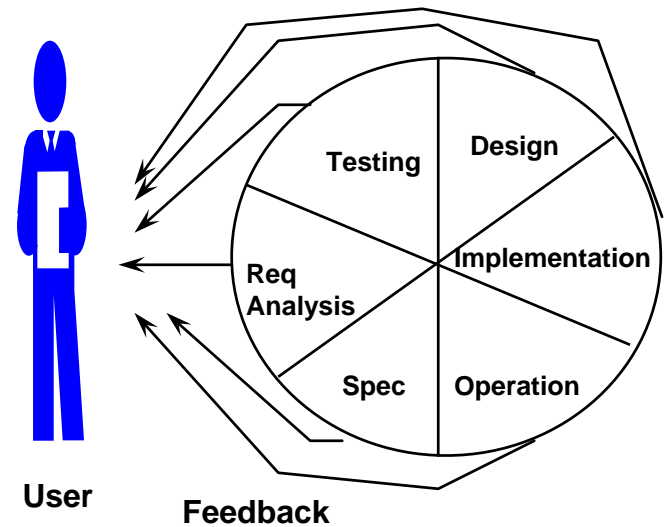 Testing
Design
Req
Analysis
Implementation
Spec
Operation
User
Feedback